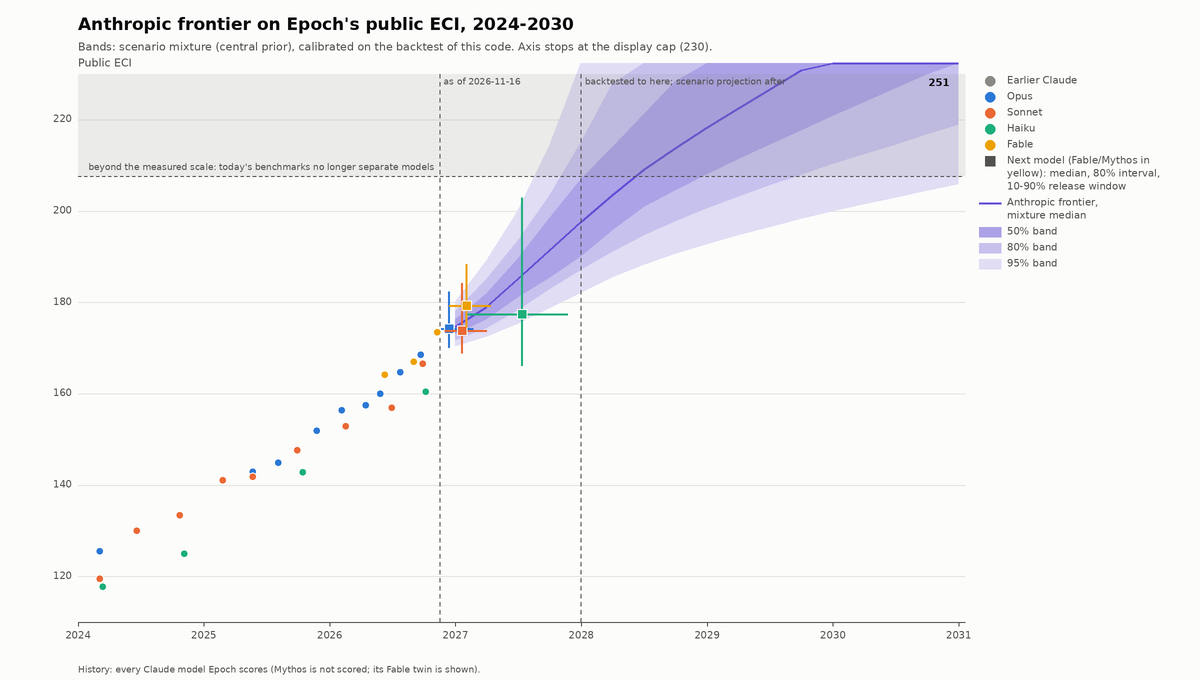 Anthropic frontier on Epoch's public ECI, 2024-2030
Bands: scenario mixture (central prior), calibrated on the backtest of this code. Axis stops at the display cap (230).
Public ECI
as of 2026-11-16
backtested to here; scenario projection after
251
beyond the measured scale: today's benchmarks no longer separate models
220
200
180
160
140
120
2024
2025
2026
2027
2028
2029
2030
2031
Earlier Claude
Opus
Sonnet
Haiku
Fable
Next model (Fable/Mythos in
yellow): median, 80% interval,
10-90% release window
Anthropic frontier,
mixture median
50% band
80% band
95% band
History: every Claude model Epoch scores (Mythos is not scored; its Fable twin is shown).